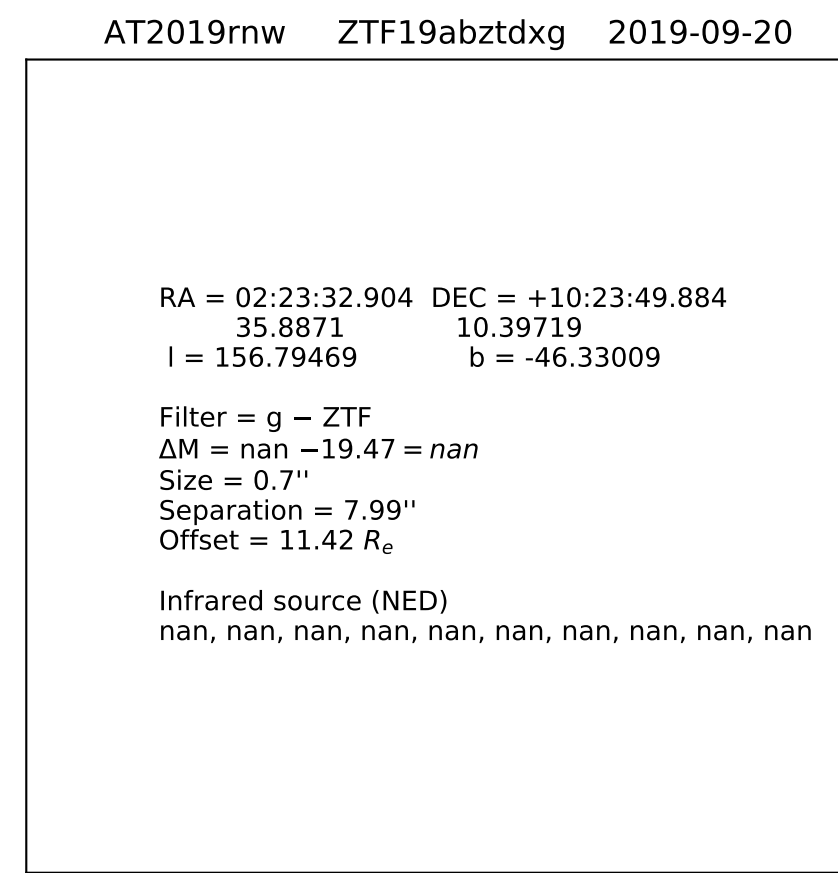 AT2019rnw ZTF19abztdxg 2019-09-20
RA = 02:23:32.904 DEC = +10:23:49.884
35.8871 10.39719
l = 156.79469 b = -46.33009
Filter = g − ZTF
ΔM = nan −19.47 = nan
Size = 0.7''
Separation = 7.99''
Offset = 11.42 Re
Infrared source (NED)
nan, nan, nan, nan, nan, nan, nan, nan, nan, nan